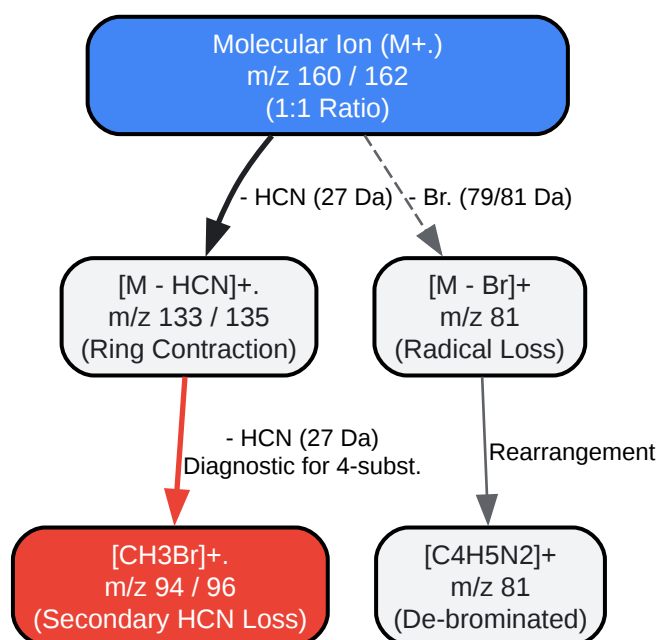 Molecular Ion (M+.)
m/z 160 / 162
(1:1 Ratio)
- HCN (27 Da)
- Br. (79/81 Da)
[M - HCN]+.
m/z 133 / 135
(Ring Contraction)
[M - Br]+
m/z 81
(Radical Loss)
- HCN (27 Da)
Diagnostic for 4-subst.
Rearrangement
[CH3Br]+.
m/z 94 / 96
(Secondary HCN Loss)
[C4H5N2]+
m/z 81
(De-brominated)